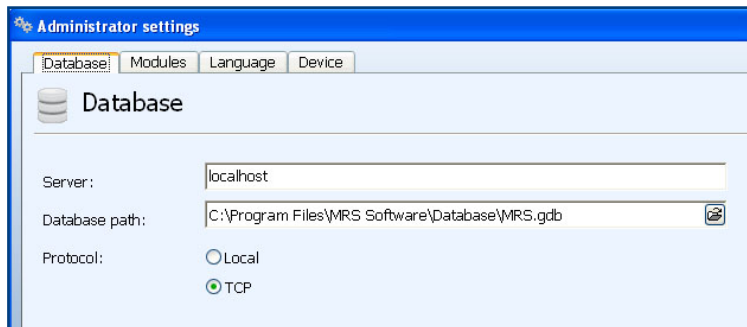 Administrator settings
Database Modules Language Device
Database
Server: localhost
Database path: C:\Program Files\MRS Software\Database\MRS.gdb
Protocol: Local
TCP